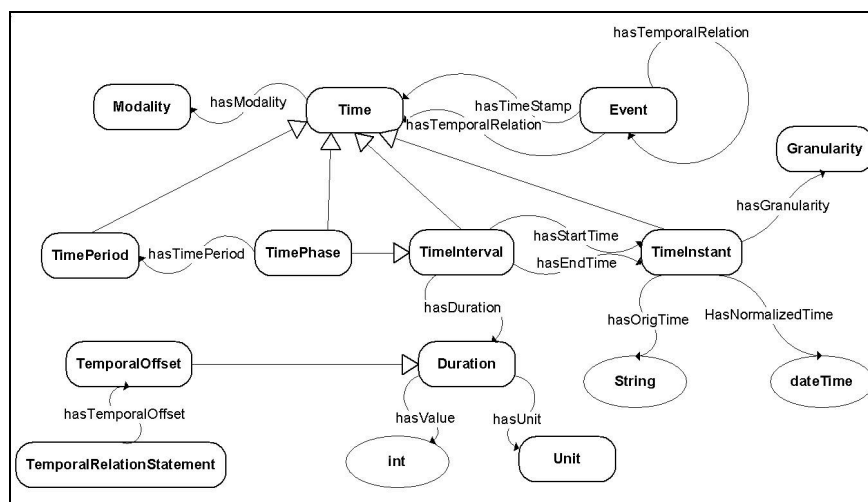 hasTemporalRelation
Modality
hasModality
Time
hasTimeStamp
hasTemporalRelation
Event
Granularity
hasGranularity
TimePeriod
hasTimePeriod
TimePhase
TimeInterval
hasStartTime
hasEndTime
TimeInstant
hasDuration
hasOrigTime
HasNormalizedTime
TemporalOffset
Duration
String
dateTime
hasTemporalOffset
hasValue
hasUnit
TemporalRelationStatement
int
Unit